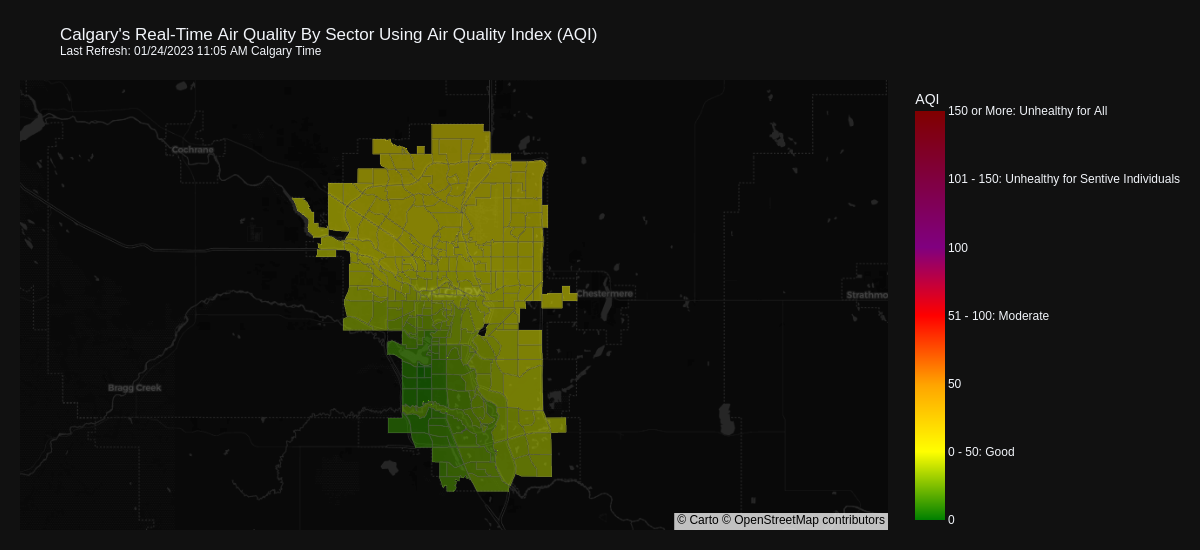 Calgary's Real-Time Air Quality By Sector Using Air Quality Index (AQI)
Last Refresh: 01/24/2023 11:05 AM Calgary Time
AQI
150 or More: Unhealthy for All
Cochrane
101 - 150: Unhealthy for Sentive Individuals
100
CALGARY
Chestermere
Strathmo
51 - 100: Moderate
Bragg Creek
50
0 - 50: Good
0
© Carto © OpenStreetMap contributors